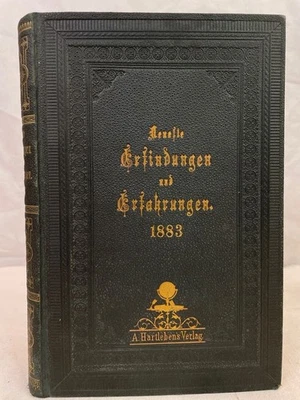 Neueste
Erfindungen
und
Erfahrungen.
1883
A. Hartleben's Verlag.